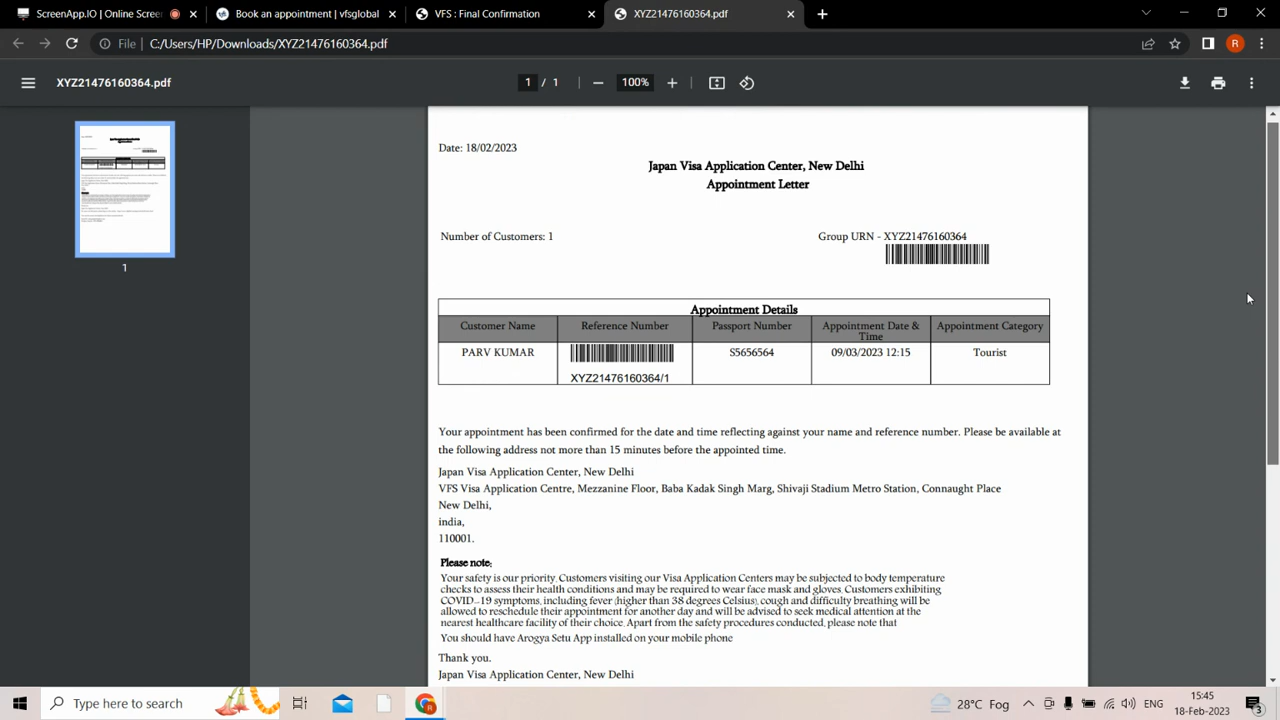 ScreenApp.IO | Online Screen
Book an appointment | vfsglobal
VFS : Final Confirmation
XYZ21476160364.pdf
File
C:/Users/HP/Downloads/XYZ21476160364.pdf
R
XYZ21476160364.pdf
1 / 1
100%
Date: 18/02/2023
Japan Visa Application Center, New Delhi
Appointment Letter
Number of Customers: 1
Group URN - XYZ21476160364
1
Appointment Details
Customer Name Reference Number Passport Number Appointment Date & Time Appointment Category
PARV KUMAR XYZ21476160364/1 S5656564 09/03/2023 12:15 Tourist
Your appointment has been confirmed for the date and time reflecting against your name and reference number. Please be available at
the following address not more than 15 minutes before the appointed time.
Japan Visa Application Center, New Delhi
VFS Visa Application Centre, Mezzanine Floor, Baba Kadak Singh Marg, Shivaji Stadium Metro Station, Connaught Place
New Delhi,
india,
110001.
Please note:
Your safety is our priority. Customers visiting our Visa Application Centers may be subjected to body temperature
checks to assess their health conditions and may be required to wear face mask and gloves. Customers exhibiting
COVID-19 symptoms, including fever (higher than 38 degrees Celsius), cough and difficulty breathing will be
allowed to reschedule their appointment for another day and will be advised to seek medical attention at the
nearest healthcare facility of their choice. Apart from the safety procedures conducted, please note that
You should have Arogya Setu App installed on your mobile phone
Thank you.
Japan Visa Application Center, New Delhi
Type here to search
28°C Fog
ENG
15:45
18-Feb-2023
3